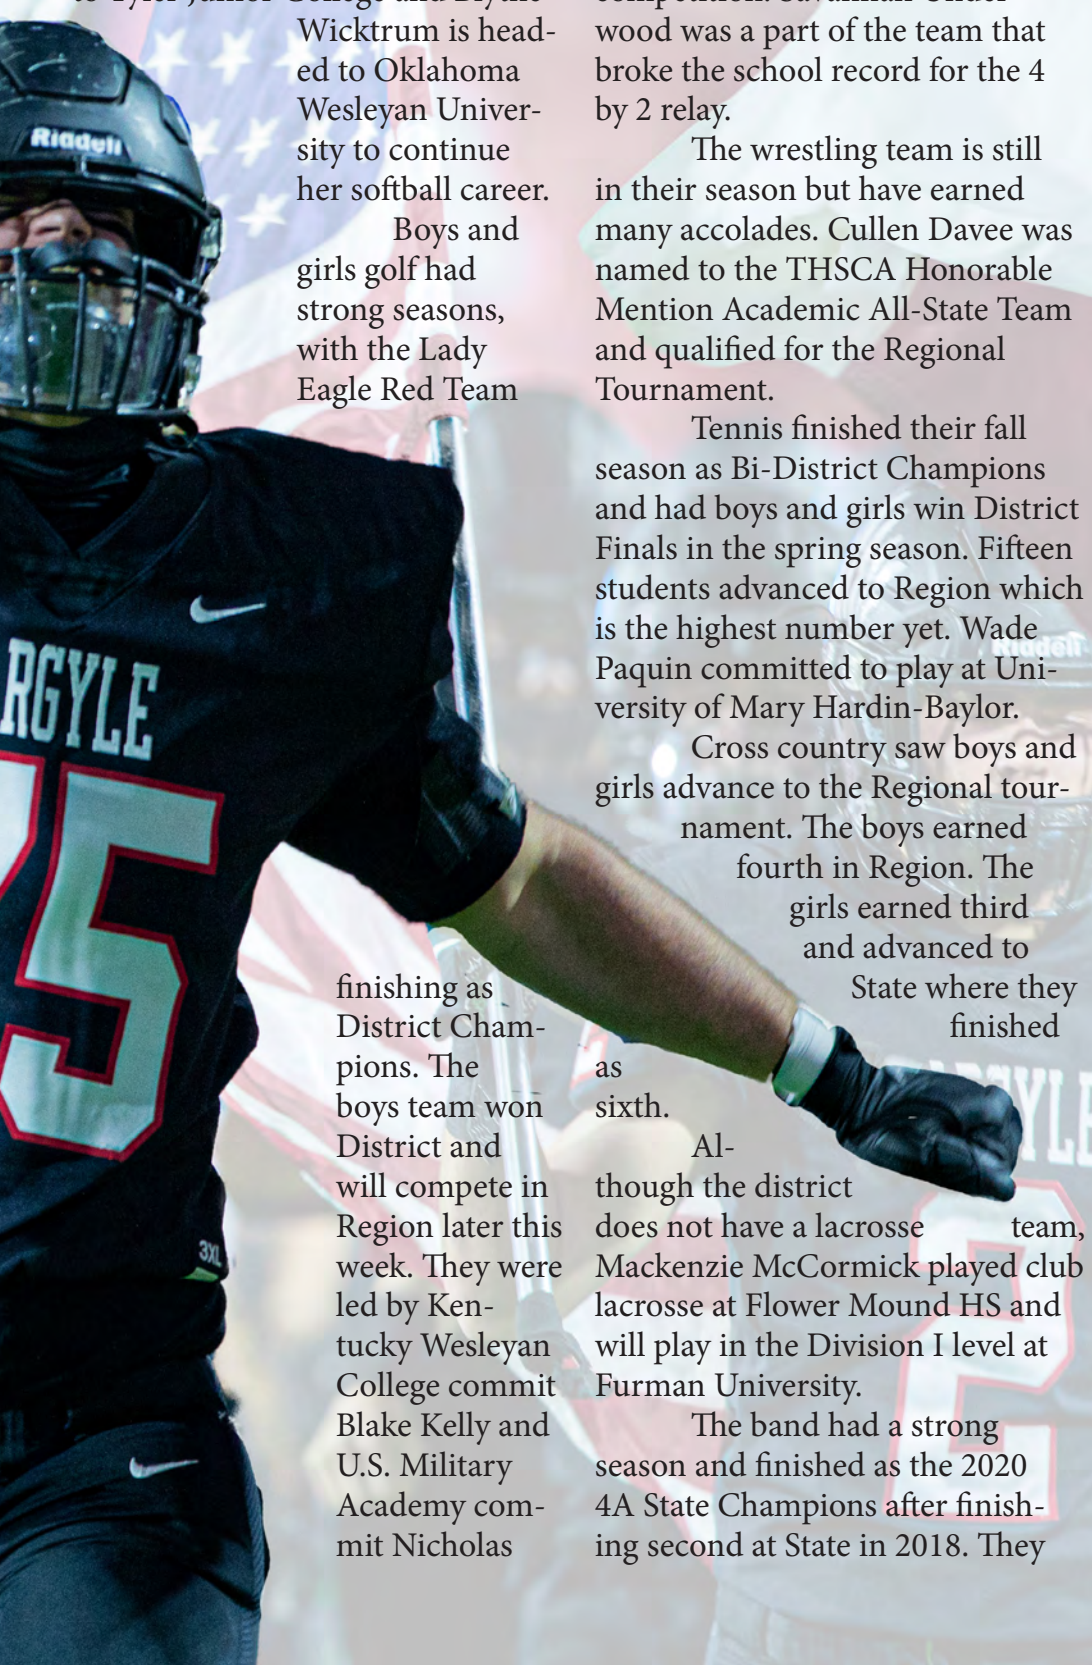 to Tyler Junior College and Blythe
Wicktrum is head-
ed to Oklahoma
Wesleyan Univer-
sity to continue
her softball career.
Boys and
girls golf had
strong seasons,
with the Lady
Eagle Red Team
finishing as
District Cham-
pions. The
boys team won
District and
will compete in
Region later this
week. They were
led by Ken-
tucky Wesleyan
College commit
Blake Kelly and
U.S. Military
Academy com-
mit Nicholas
competition. Savannah Under-
wood was a part of the team that
broke the school record for the 4
by 2 relay.
The wrestling team is still
in their season but have earned
many accolades. Cullen Davee was
named to the THSCA Honorable
Mention Academic All-State Team
and qualified for the Regional
Tournament.
Tennis finished their fall
season as Bi-District Champions
and had boys and girls win District
Finals in the spring season. Fifteen
students advanced to Region which
is the highest number yet. Wade
Paquin committed to play at Uni-
versity of Mary Hardin-Baylor.
Cross country saw boys and
girls advance to the Regional tour-
nament. The boys earned
fourth in Region. The
girls earned third
and advanced to
State where they
finished
as
sixth.
Al-
though the district
does not have a lacrosse team,
Mackenzie McCormick played club
lacrosse at Flower Mound HS and
will play in the Division I level at
Furman University.
The band had a strong
season and finished as the 2020
4A State Champions after finish-
ing second at State in 2018. They
Riddell
RGYLE
75
3XL
Riddell
ARGYLE
2